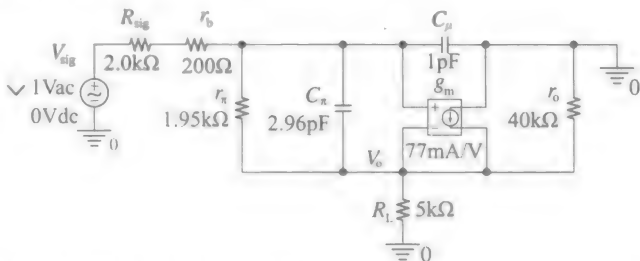 R_sig
r_b
C_μ
V_sig
2.0kΩ
200Ω
1pF
1Vac
0Vdc
0
r_π
1.95kΩ
C_π
2.96pF
g_m
+
−
77mA/V
r_o
40kΩ
0
V_o
R_L
5kΩ
0